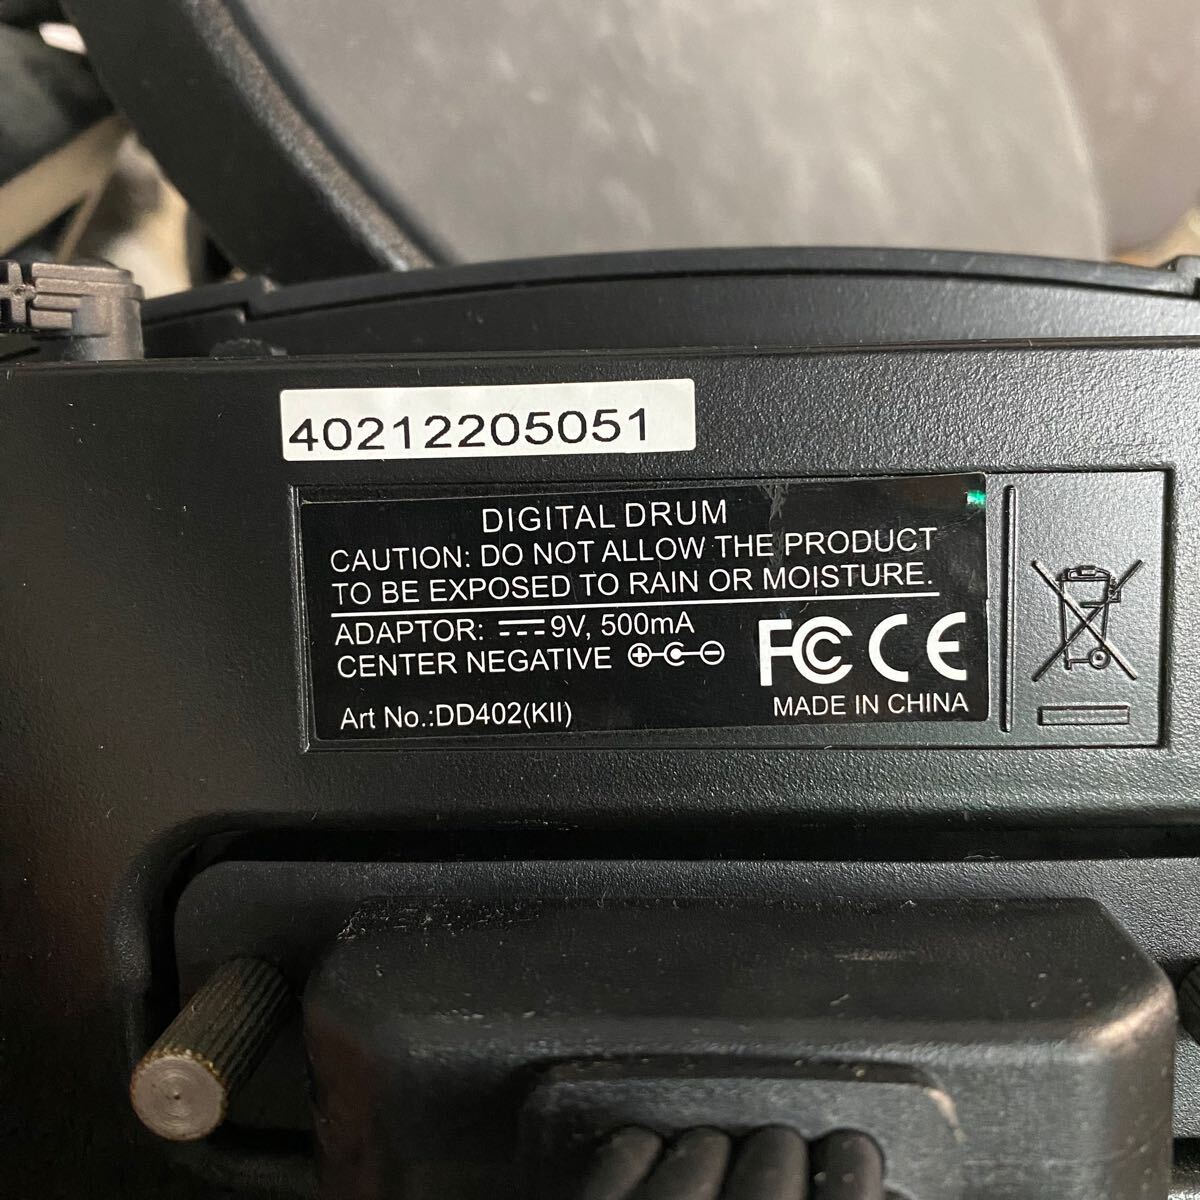 40212205051
DIGITAL DRUM
CAUTION: DO NOT ALLOW THE PRODUCT
TO BE EXPOSED TO RAIN OR MOISTURE.
ADAPTOR: 9V, 500mA
CENTER NEGATIVE
Art No.:DD402(KII)
FC CE
MADE IN CHINA